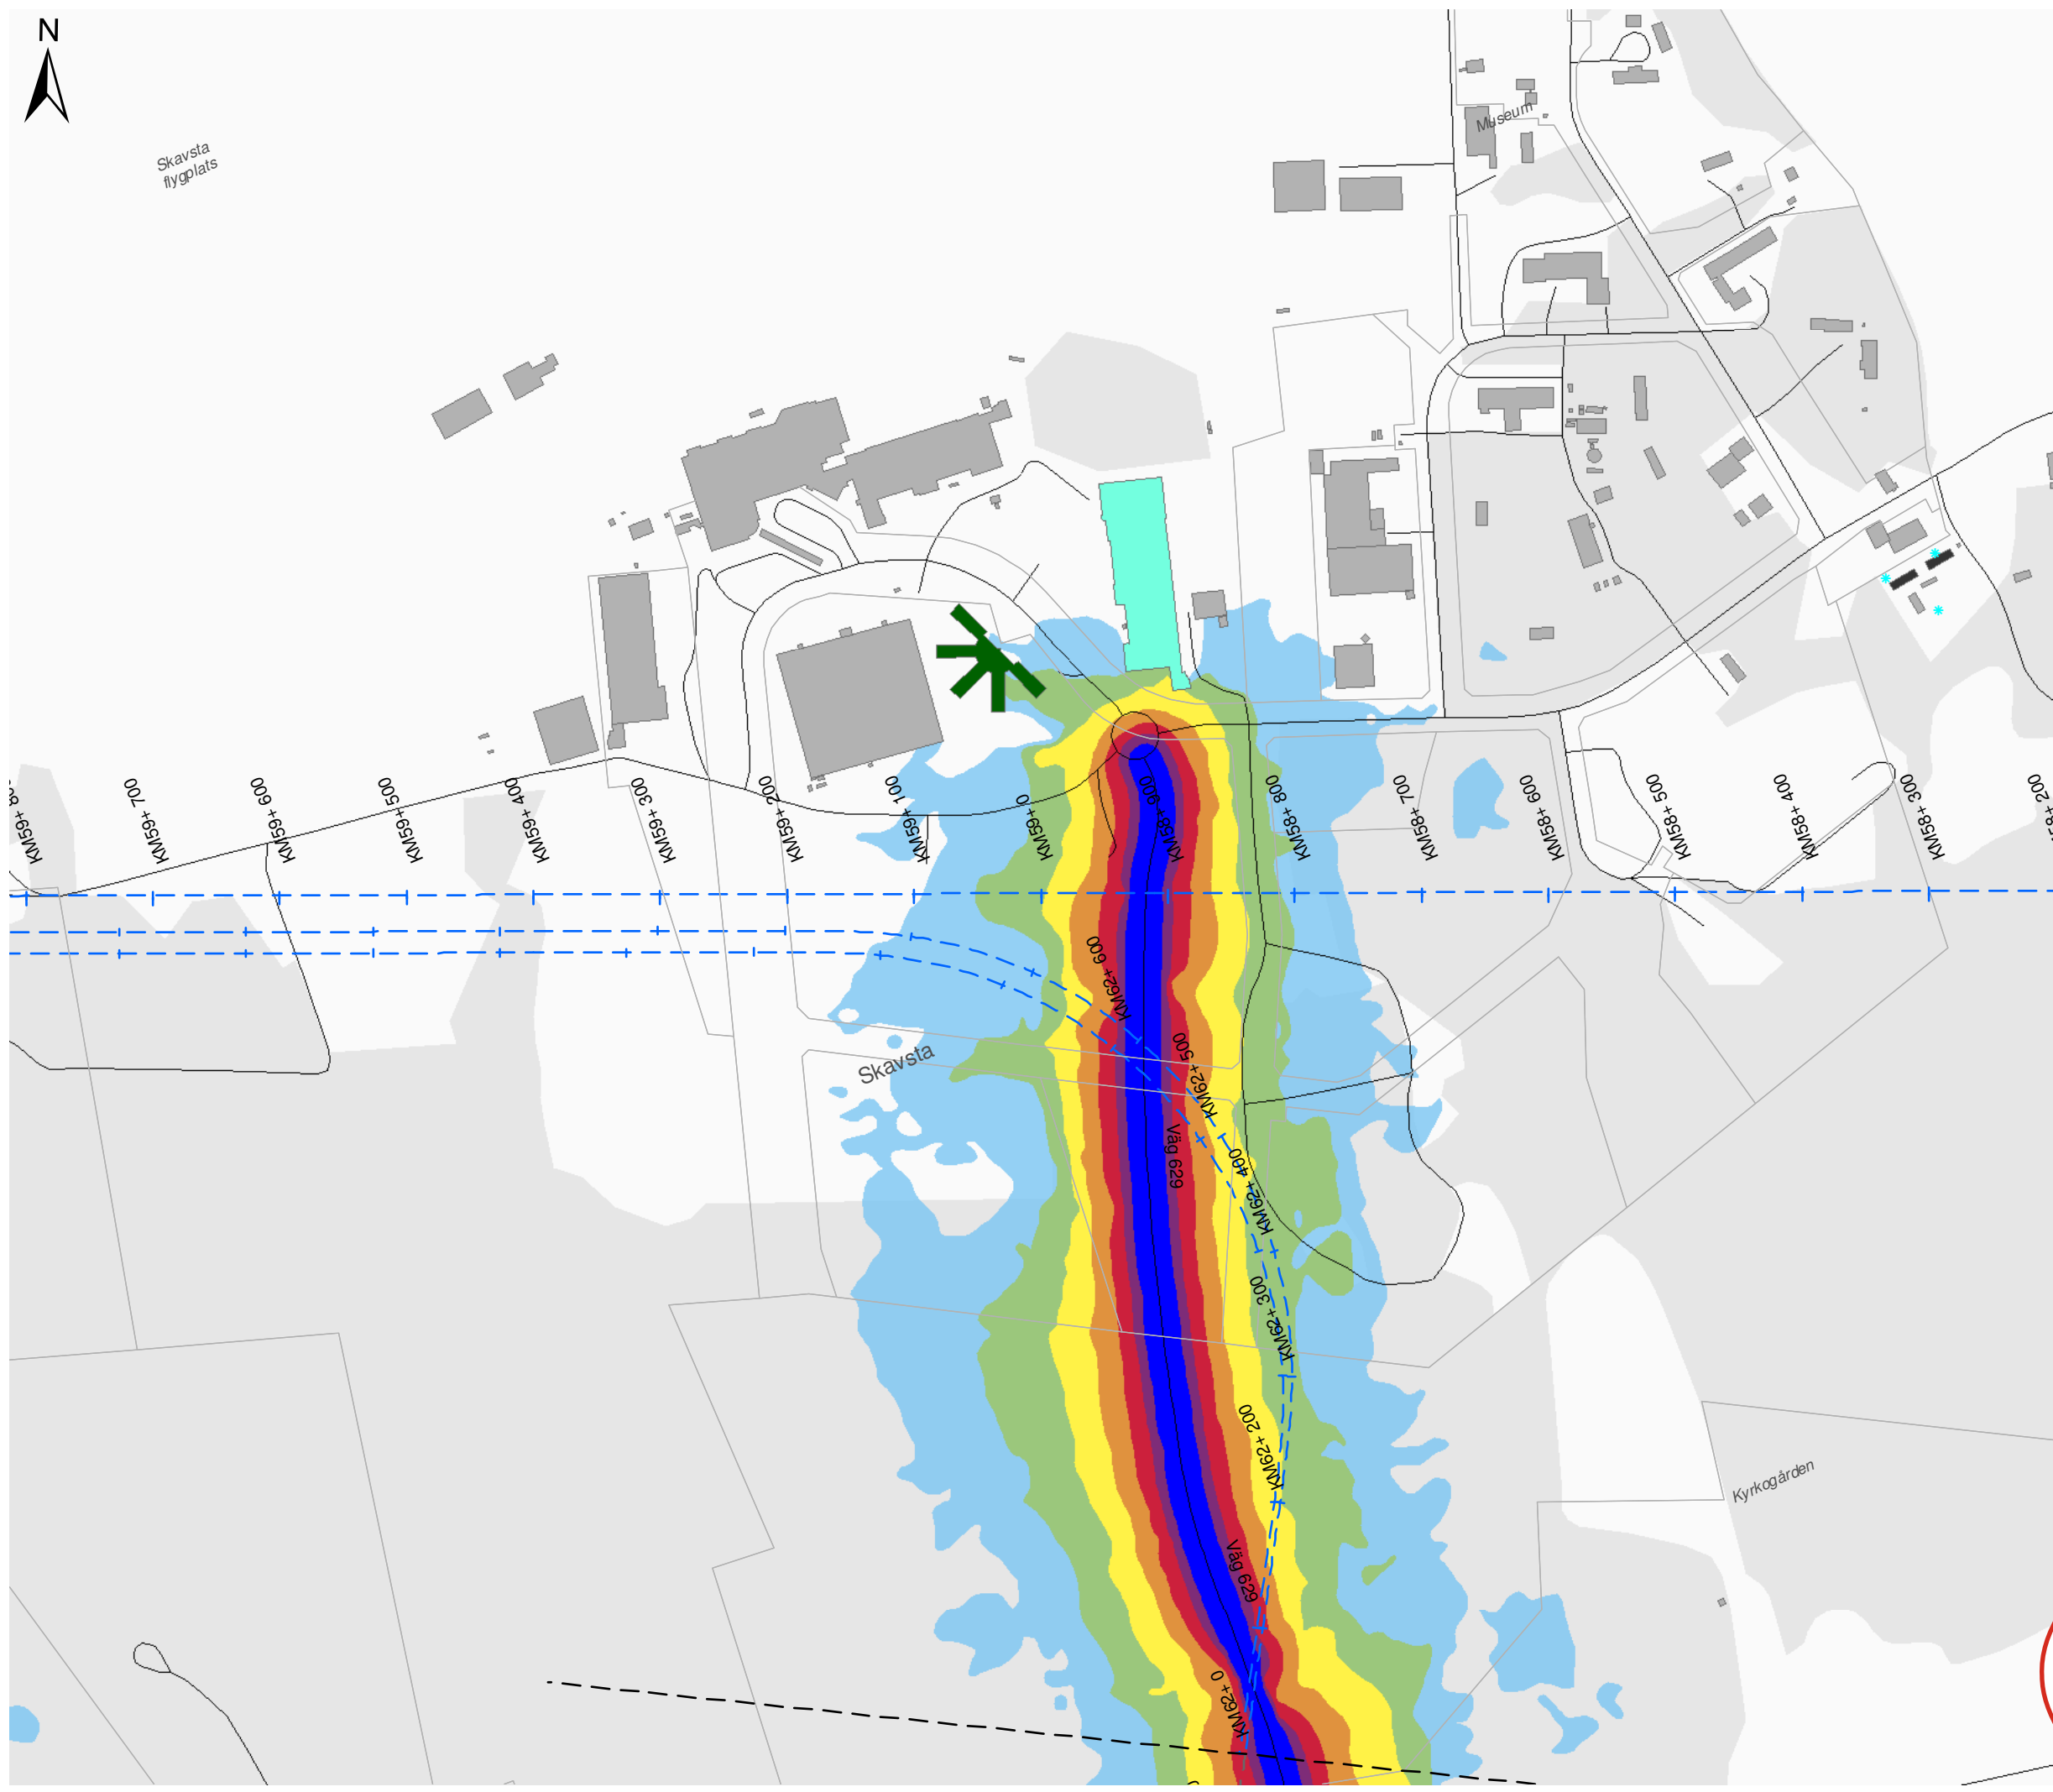 N
Skavsta
flygplats
Museum
KM59+ 700
KM59+ 600
KM59+ 500
KM59+ 400
KM59+ 300
KM59+ 200
KM59+ 100
KM59+ 0
KM58+ 900
KM58+ 800
KM58+ 700
KM58+ 600
KM58+ 500
KM58+ 400
KM58+ 300
KM62+ 600
KM62+ 500
Skavsta
Väg 629
KM62+ 400
KM62+ 300
KM62+ 200
Kyrkogården
Väg 629
KM62+ 0